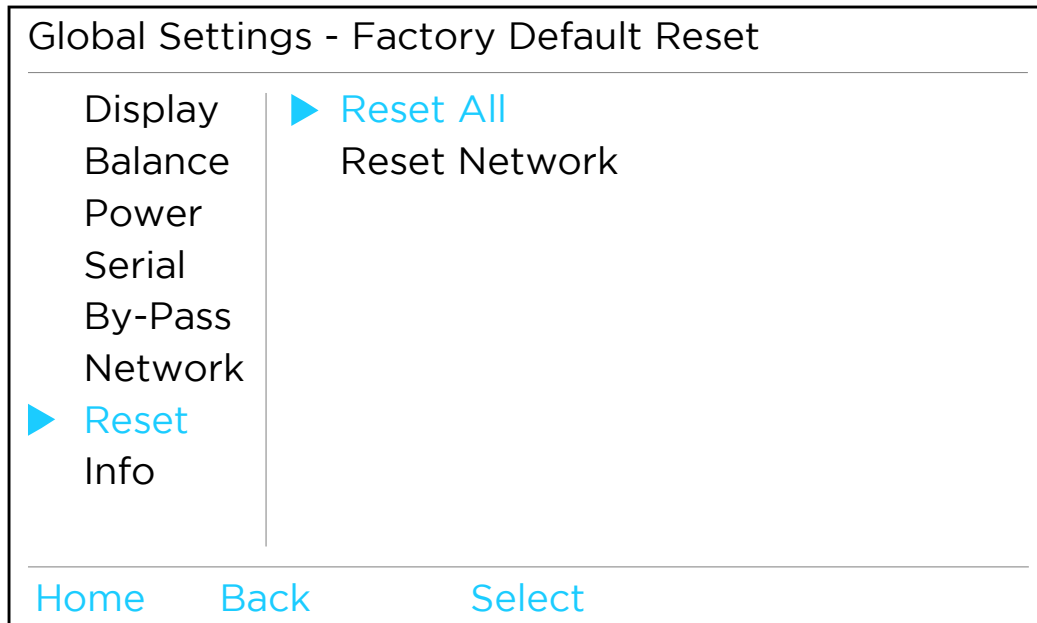 Global Settings - Factory Default Reset
Display
Balance
Power
Serial
By-Pass
Network
Reset
Info
Reset All
Reset Network
Home Back Select